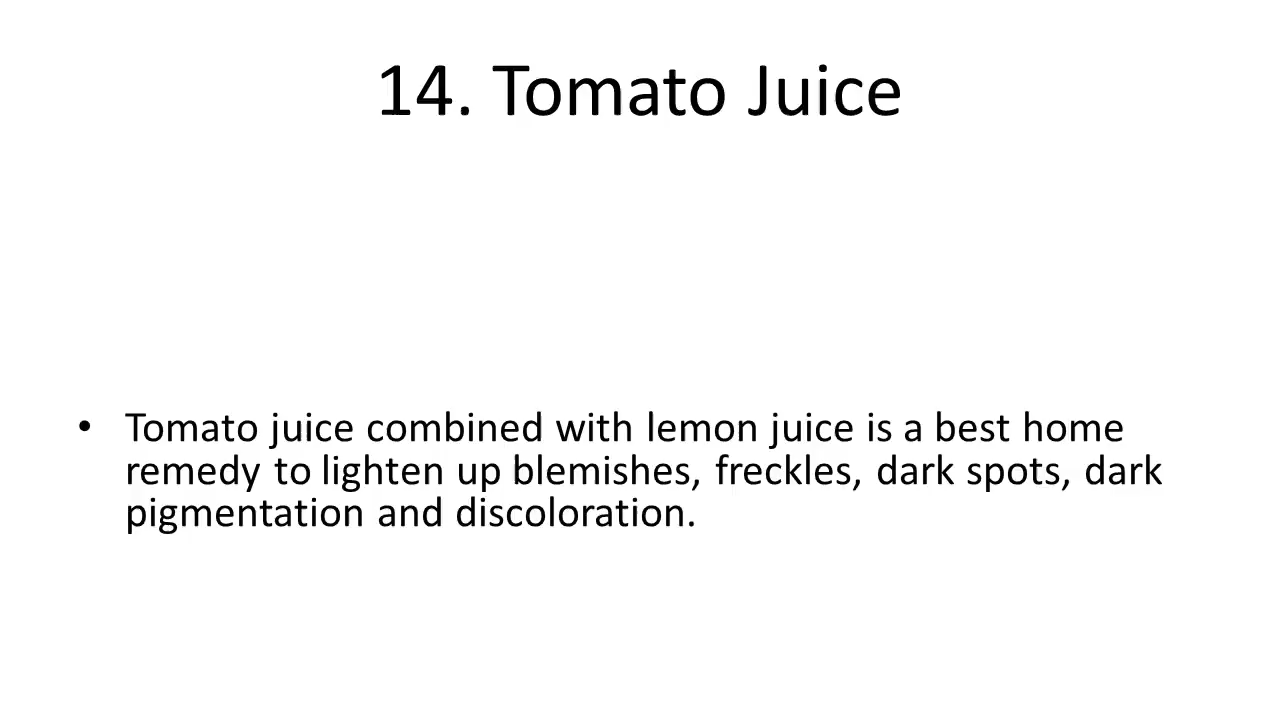 14. Tomato Juice
• Tomato juice combined with lemon juice is a best home
remedy to lighten up blemishes, freckles, dark spots, dark
pigmentation and discoloration.